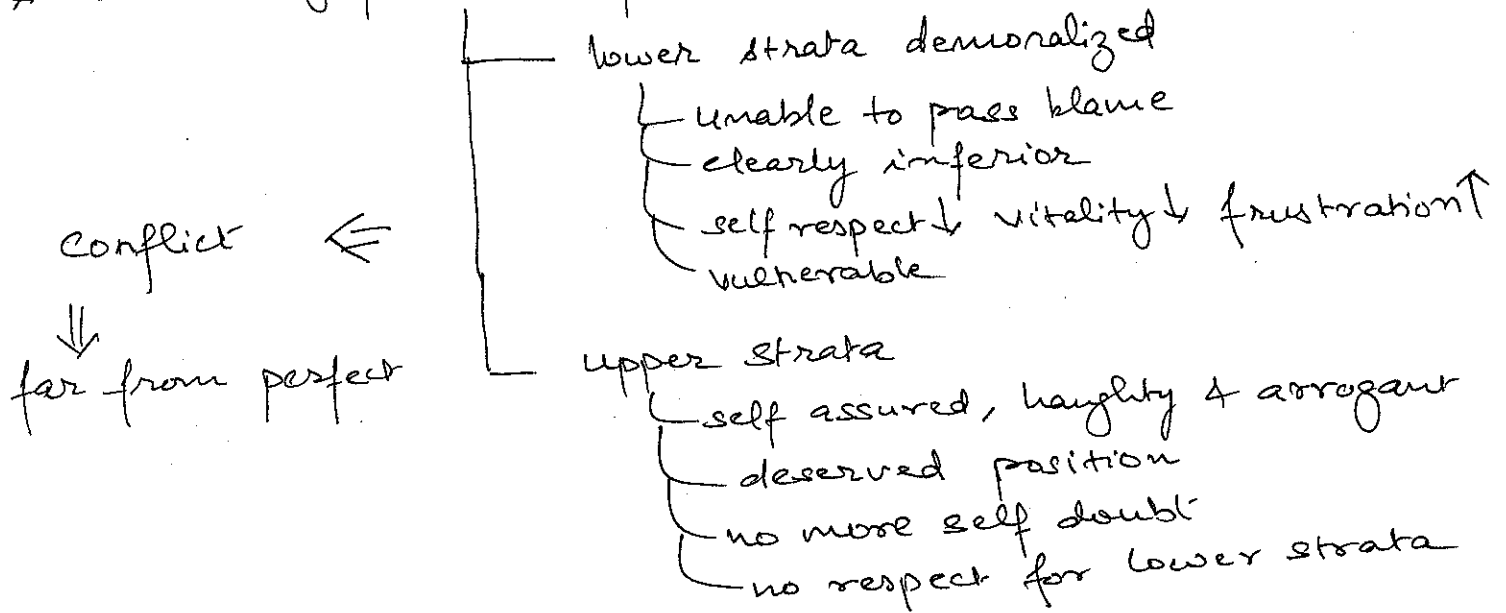 lower strata demoralized
unable to pass blame
clearly inferior
self respect ↓ vitality ↓ frustration ↑
vulnerable
conflict ⇐
⇓
far from perfect
upper strata
self assured, haughty & arrogant
deserved position
no more self doubt
no respect for lower strata